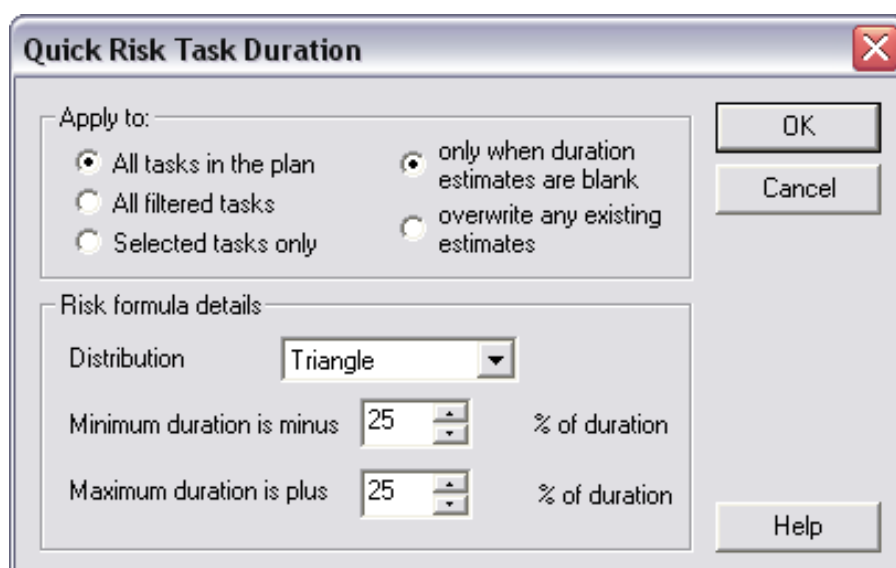 Quick Risk Task Duration
Apply to:
All tasks in the plan
All filtered tasks
Selected tasks only
only when duration
estimates are blank
overwrite any existing
estimates
OK
Cancel
Risk formula details
Distribution Triangle
Minimum duration is minus 25 % of duration
Maximum duration is plus 25 % of duration
Help